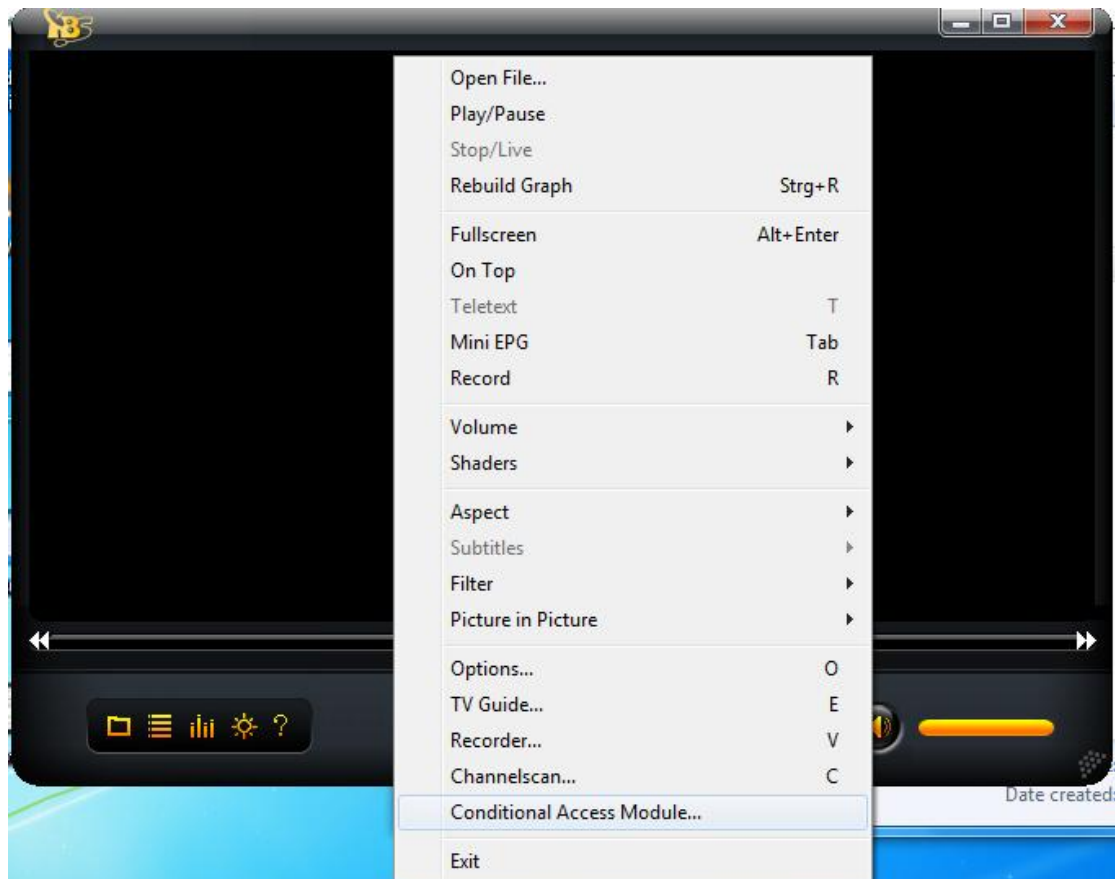 TBS
Open File...
Play/Pause
Stop/Live
Rebuild Graph Strg+R
Fullscreen Alt+Enter
On Top
Teletext T
Mini EPG Tab
Record R
Volume
Shaders
Aspect
Subtitles
Filter
Picture in Picture
Options... O
TV Guide... E
Recorder... V
Channelscan... C
Conditional Access Module...
Exit
Date created: